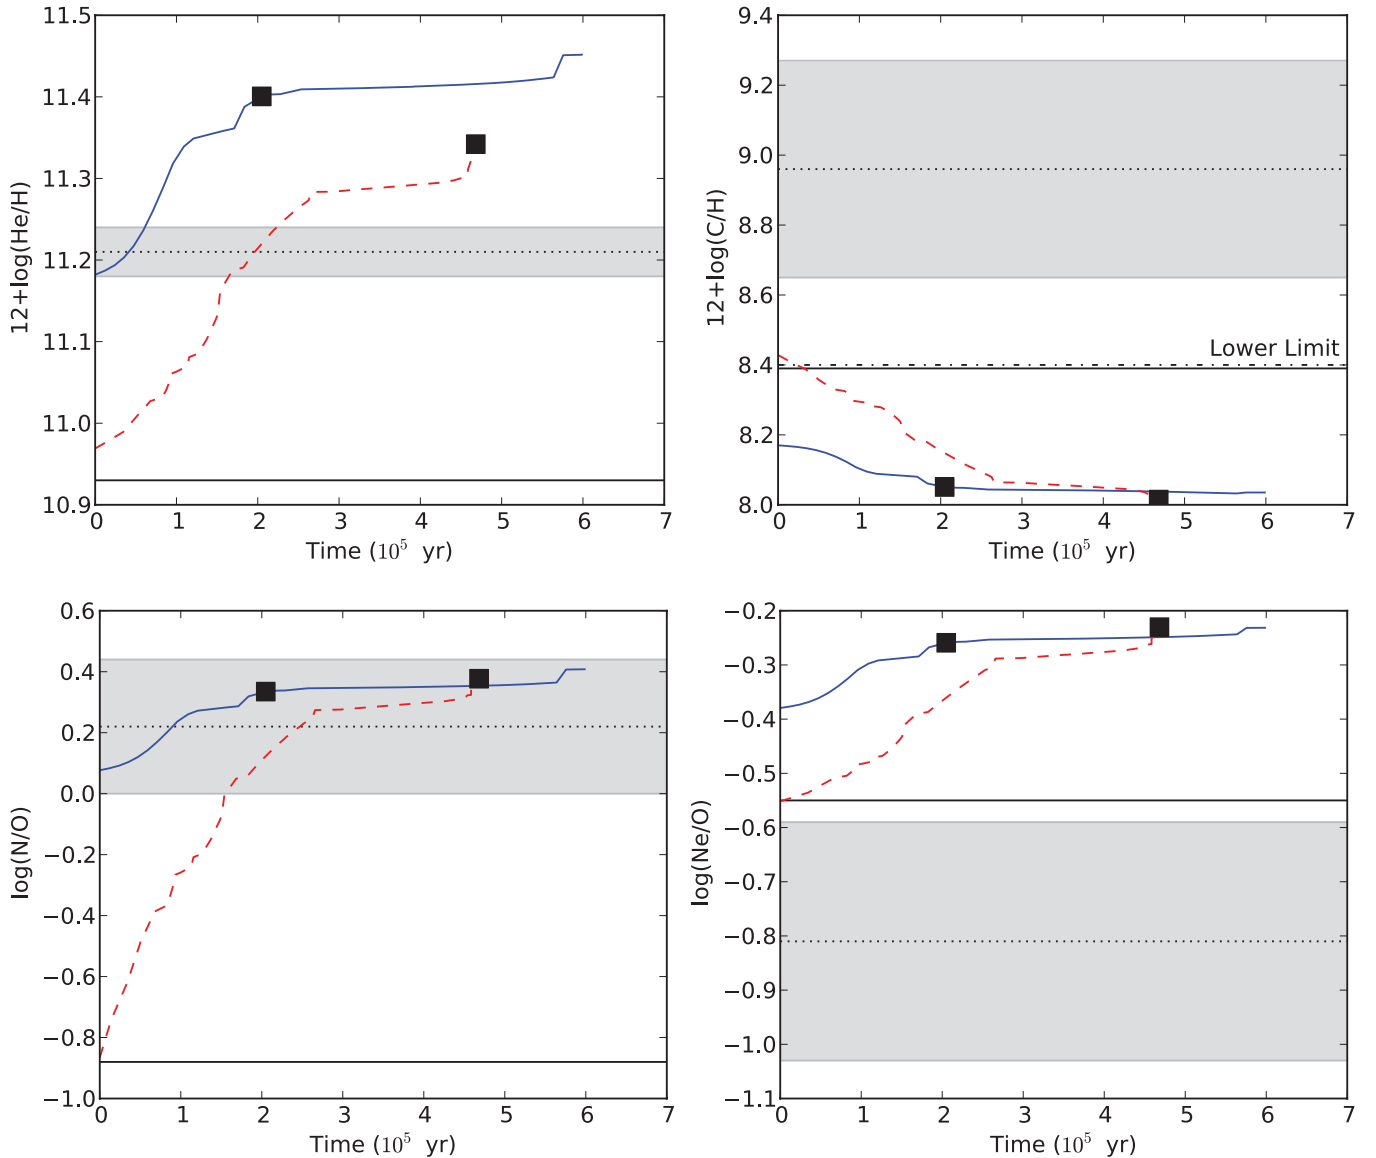 11.5
11.4
11.3
11.2
11.1
11.0
10.9
12+log(He/H)
0 1 2 3 4 5 6 7
Time (10^5 yr)
9.4
9.2
9.0
8.8
8.6
8.4
8.2
8.0
12+log(C/H)
Lower Limit
0 1 2 3 4 5 6 7
Time (10^5 yr)
0.6
0.4
0.2
0.0
−0.2
−0.4
−0.6
−0.8
−1.0
log(N/O)
0 1 2 3 4 5 6 7
Time (10^5 yr)
−0.2
−0.3
−0.4
−0.5
−0.6
−0.7
−0.8
−0.9
−1.0
−1.1
log(Ne/O)
0 1 2 3 4 5 6 7
Time (10^5 yr)